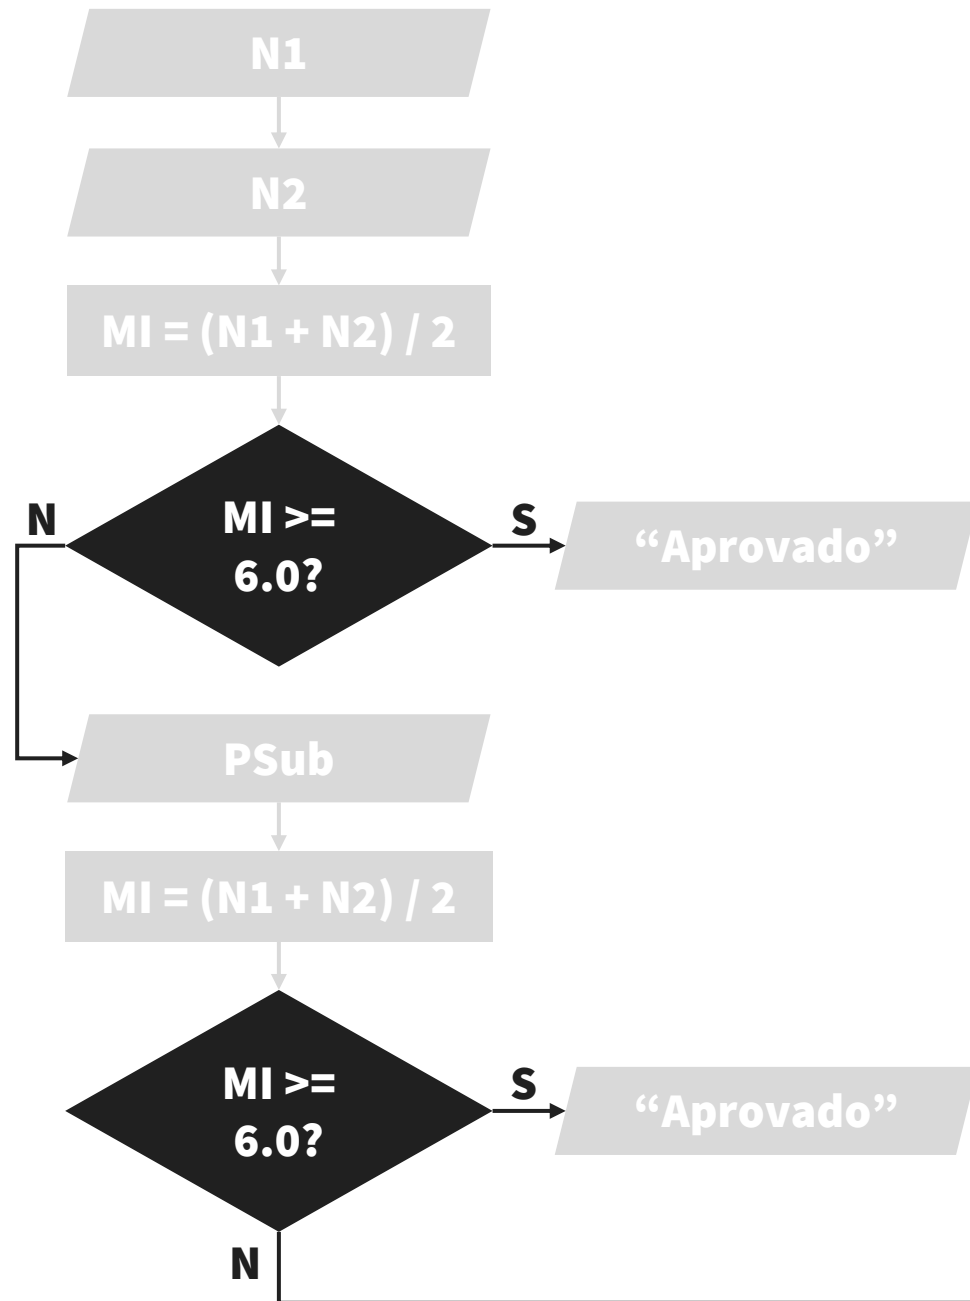 N1
N2
MI = (N1 + N2) / 2
MI >=
6.0?
N
S
“Aprovado”
PSub
MI = (N1 + N2) / 2
MI >=
6.0?
S
“Aprovado”
N